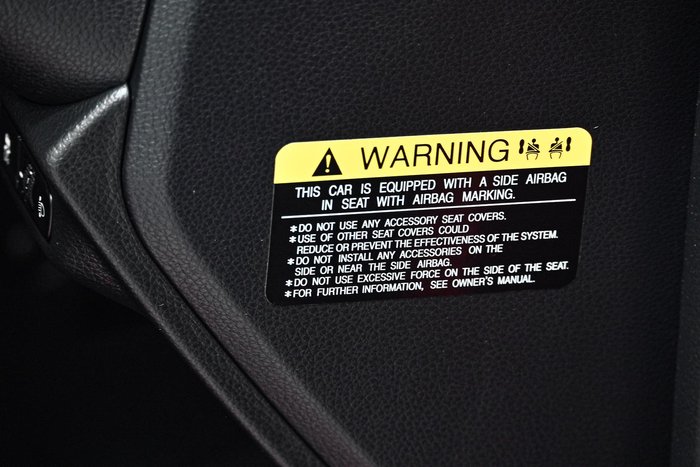 WARNING
THIS CAR IS EQUIPPED WITH A SIDE AIRBAG
IN SEAT WITH AIRBAG MARKING.
*DO NOT USE ANY ACCESSORY SEAT COVERS.
*USE OF OTHER SEAT COVERS COULD
REDUCE OR PREVENT THE EFFECTIVENESS OF THE SYSTEM.
*DO NOT INSTALL ANY ACCESSORIES ON THE
SIDE OR NEAR THE SIDE AIRBAG.
*DO NOT USE EXCESSIVE FORCE ON THE SIDE OF THE SEAT.
*FOR FURTHER INFORMATION, SEE OWNER'S MANUAL.